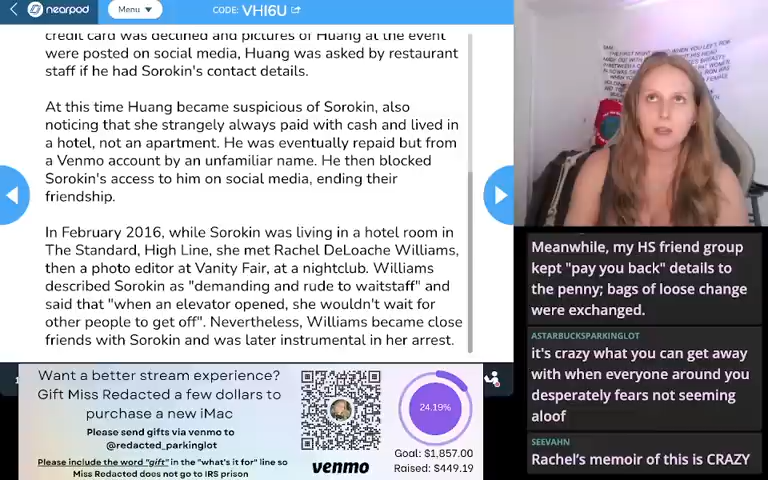 nearpod
Menu
CODE: VHI6U
credit card was declined and pictures of Huang at the event
were posted on social media, Huang was asked by restaurant
staff if he had Sorokin's contact details.
At this time Huang became suspicious of Sorokin, also
noticing that she strangely always paid with cash and lived in
a hotel, not an apartment. He was eventually repaid but from
a Venmo account by an unfamiliar name. He then blocked
Sorokin's access to him on social media, ending their
friendship.
In February 2016, while Sorokin was living in a hotel room in
The Standard, High Line, she met Rachel DeLoache Williams,
then a photo editor at Vanity Fair, at a nightclub. Williams
described Sorokin as "demanding and rude to waitstaff" and
said that "when an elevator opened, she wouldn't wait for
other people to get off". Nevertheless, Williams became close
friends with Sorokin and was later instrumental in her arrest.
Want a better stream experience?
Gift Miss Redacted a few dollars to
purchase a new iMac
Please send gifts via venmo to
@redacted_parkinglot
Please include the word "gift" in the "what's it for" line so
Miss Redacted does not go to IRS prison
venmo
24.19%
Goal: $1,857.00
Raised: $449.19
Meanwhile, my HS friend group
kept "pay you back" details to
the penny; bags of loose change
were exchanged.
ASTARBUCKSPARKINGLOT
it's crazy what you can get away
with when everyone around you
desperately fears not seeming
aloof
SEEVAHN
Rachel's memoir of this is CRAZY